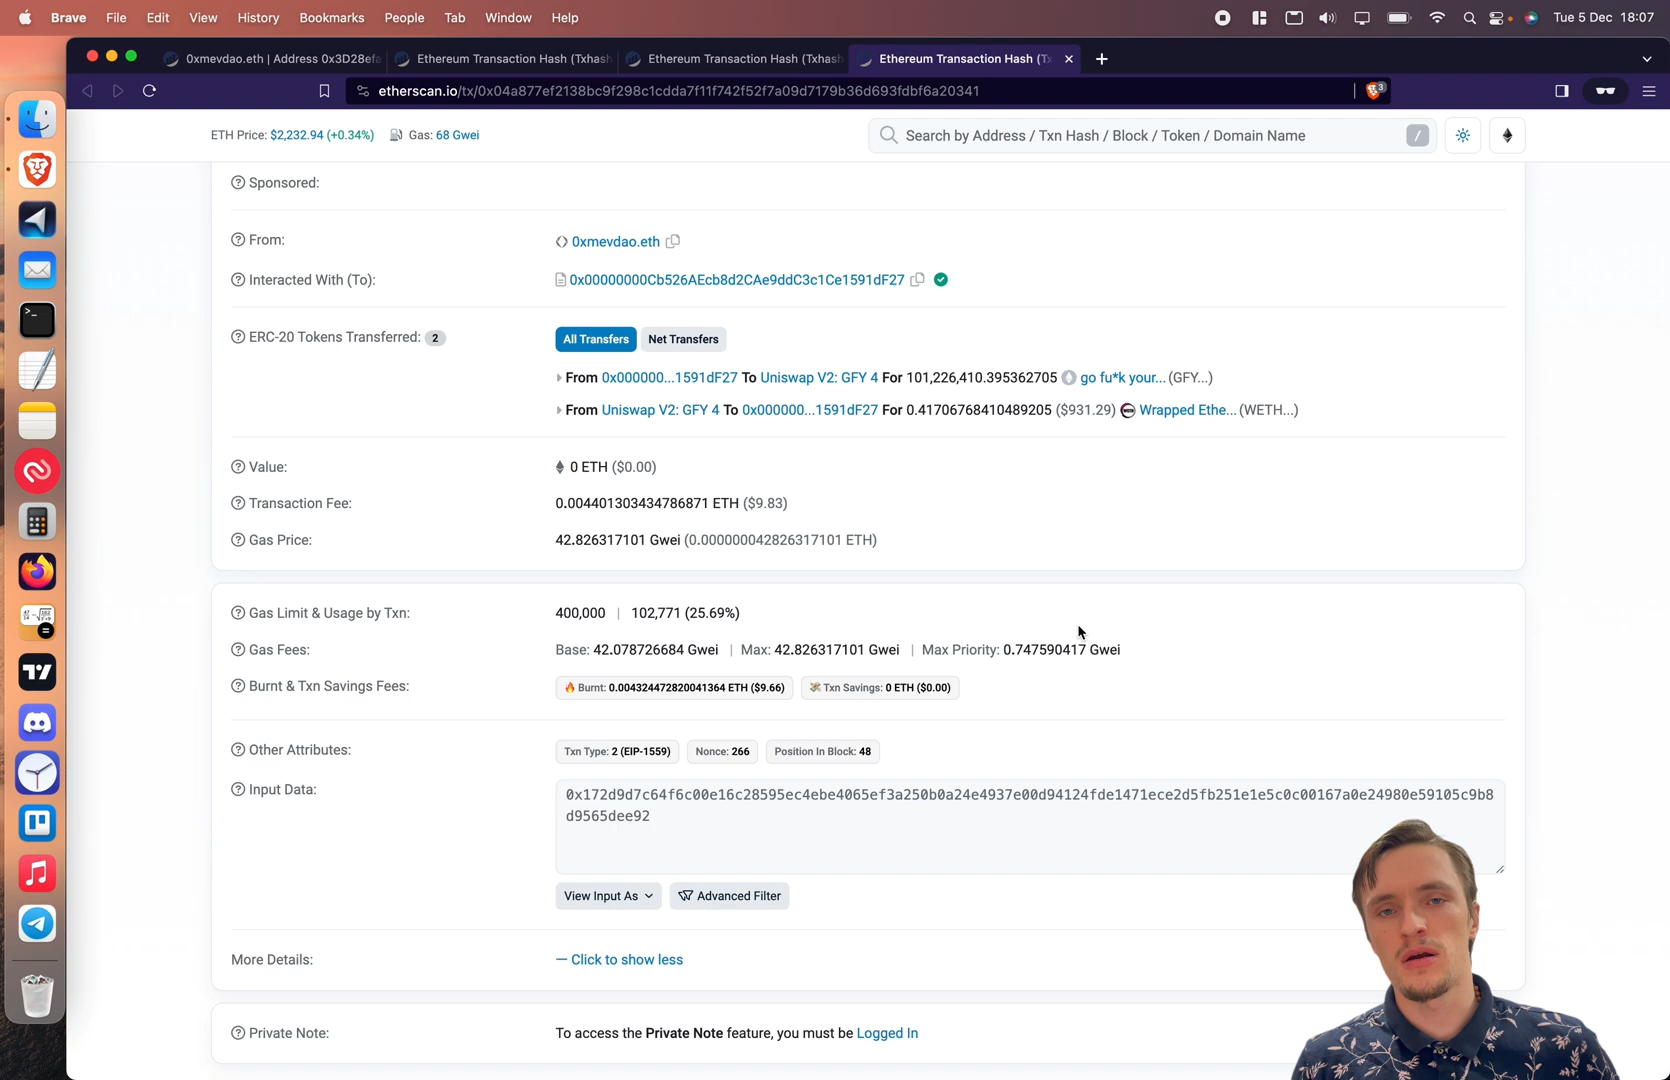 Brave File Edit View History Bookmarks People Tab Window Help Tue 5 Dec 18:07
0xmevdao.eth | Address 0x3D28efa Ethereum Transaction Hash (Txhash Ethereum Transaction Hash (Txhash Ethereum Transaction Hash (Tx
etherscan.io/tx/0x04a877ef2138bc9f298c1cdda7f11f742f52f7a09d7179b36d693fdbf6a20341 3
ETH Price: $2,232.94 (+0.34%) Gas: 68 Gwei Search by Address / Txn Hash / Block / Token / Domain Name /
Sponsored:
From: 0xmevdao.eth
Interacted With (To): 0x00000000Cb526AEcb8d2CAe9ddC3c1Ce1591dF27
ERC-20 Tokens Transferred: 2 All Transfers Net Transfers
From 0x000000...1591dF27 To Uniswap V2: GFY 4 For 101,226,410.395362705 go fu*k your... (GFY...)
From Uniswap V2: GFY 4 To 0x000000...1591dF27 For 0.41706768410489205 ($931.29) Wrapped Ethe... (WETH...)
Value: 0 ETH ($0.00)
Transaction Fee: 0.004401303434786871 ETH ($9.83)
Gas Price: 42.826317101 Gwei (0.000000042826317101 ETH)
Gas Limit & Usage by Txn: 400,000 | 102,771 (25.69%)
Gas Fees: Base: 42.078726684 Gwei | Max: 42.826317101 Gwei | Max Priority: 0.747590417 Gwei
Burnt & Txn Savings Fees: Burnt: 0.004324472820041364 ETH ($9.66) Txn Savings: 0 ETH ($0.00)
Other Attributes: Txn Type: 2 (EIP-1559) Nonce: 266 Position In Block: 48
Input Data: 0x172d9d7c64f6c00e16c28595ec4ebe4065ef3a250b0a24e4937e00d94124fde1471ece2d5fb251e1e5c0c00167a0e24980e59105c9b8
d9565dee92
View Input As Advanced Filter
More Details: — Click to show less
Private Note: To access the Private Note feature, you must be Logged In